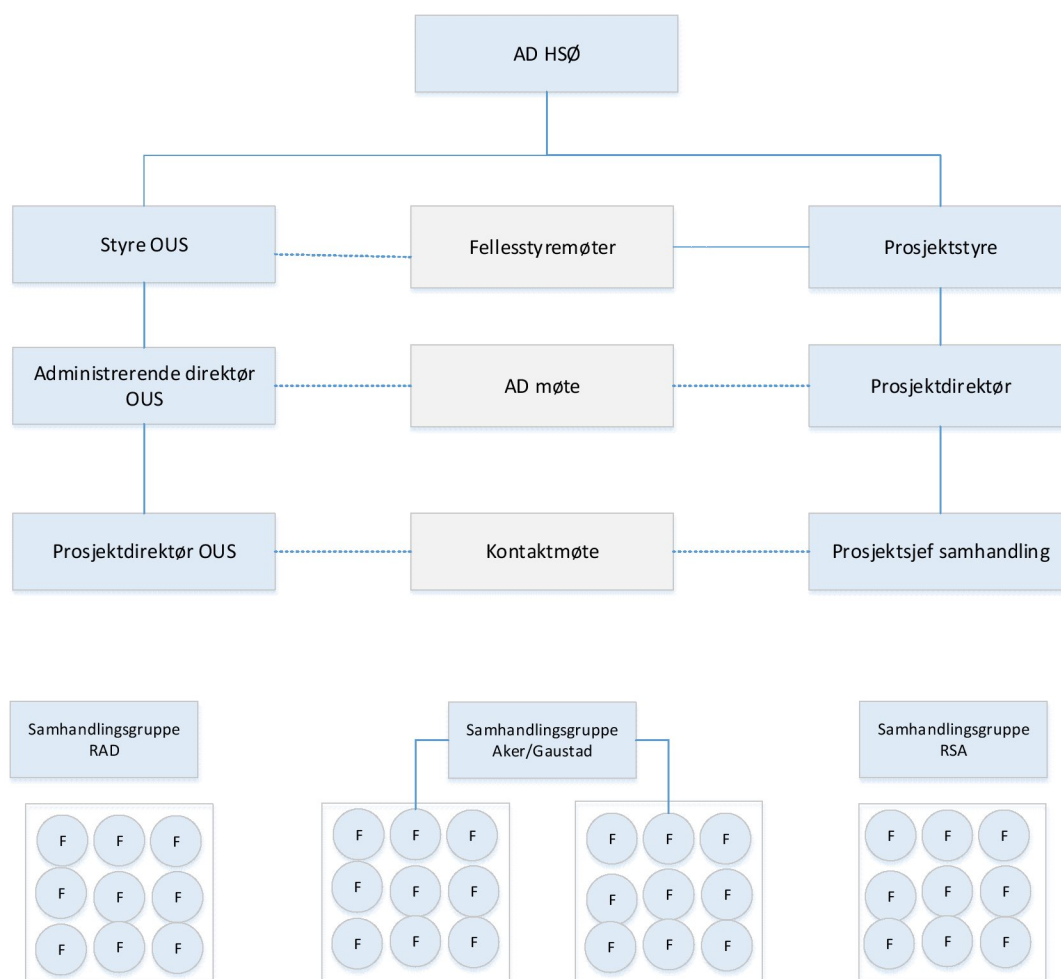 AD HSØ
Styre OUS
Fellesstyremøter
Prosjektstyre
Administrerende direktør
OUS
AD møte
Prosjektdirektør
Prosjektdirektør OUS
Kontaktmøte
Prosjektsjef samhandling
Samhandlingsgruppe
RAD
Samhandlingsgruppe
Aker/Gaustad
Samhandlingsgruppe
RSA
F F F
F F F
F F F
F F F
F F F
F F F
F F F
F F F
F F F
F F F
F F F
F F F